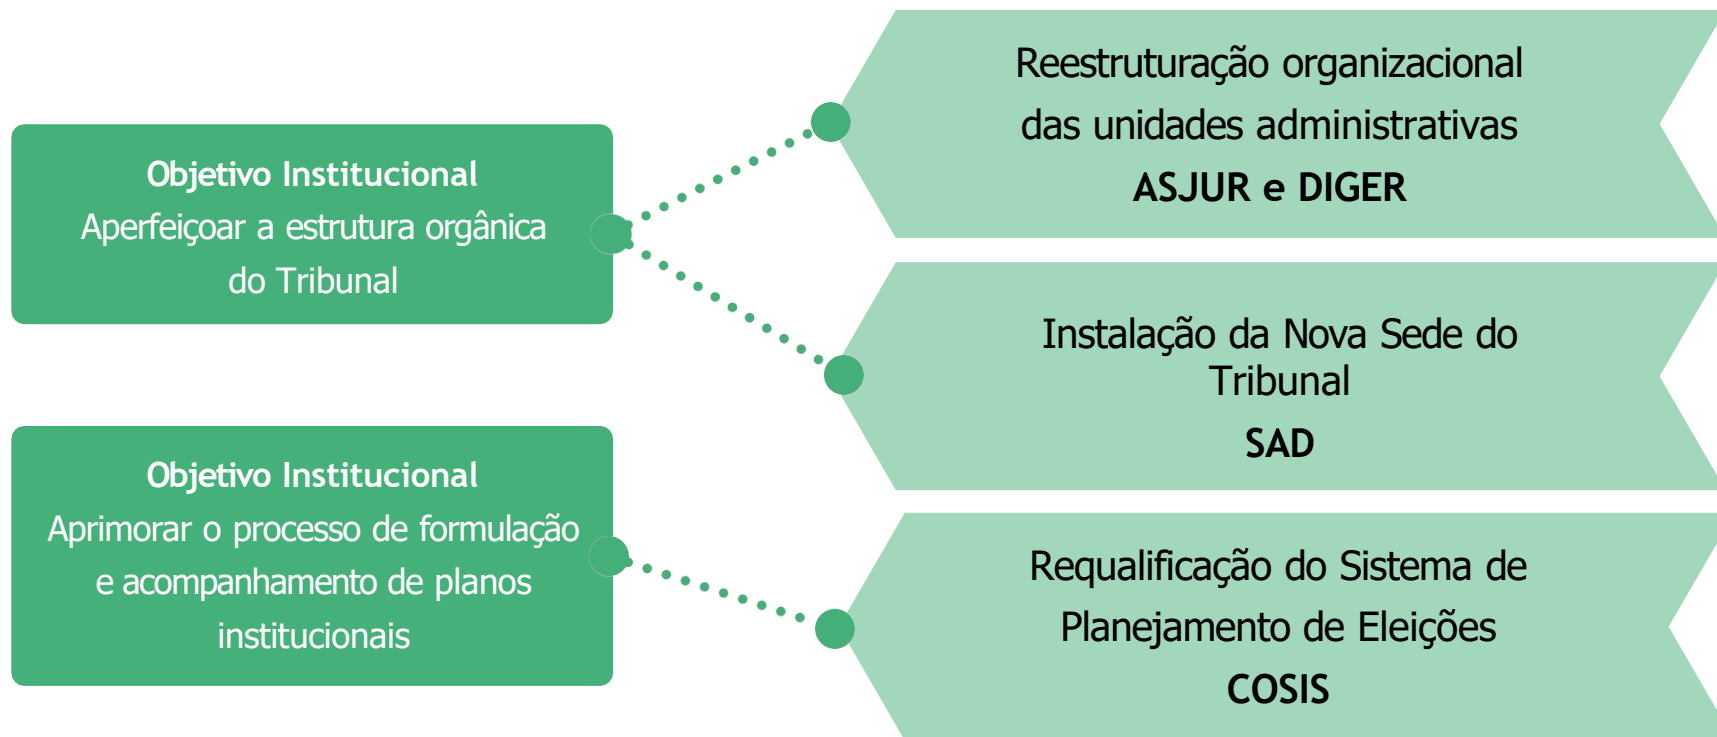 Objetivo Institucional
Aperfeiçoar a estrutura orgânica
do Tribunal
Reestruturação organizacional
das unidades administrativas
ASJUR e DIGER
Instalação da Nova Sede do
Tribunal
SAD
Objetivo Institucional
Aprimorar o processo de formulação
e acompanhamento de planos
institucionais
Requalificação do Sistema de
Planejamento de Eleições
COSIS